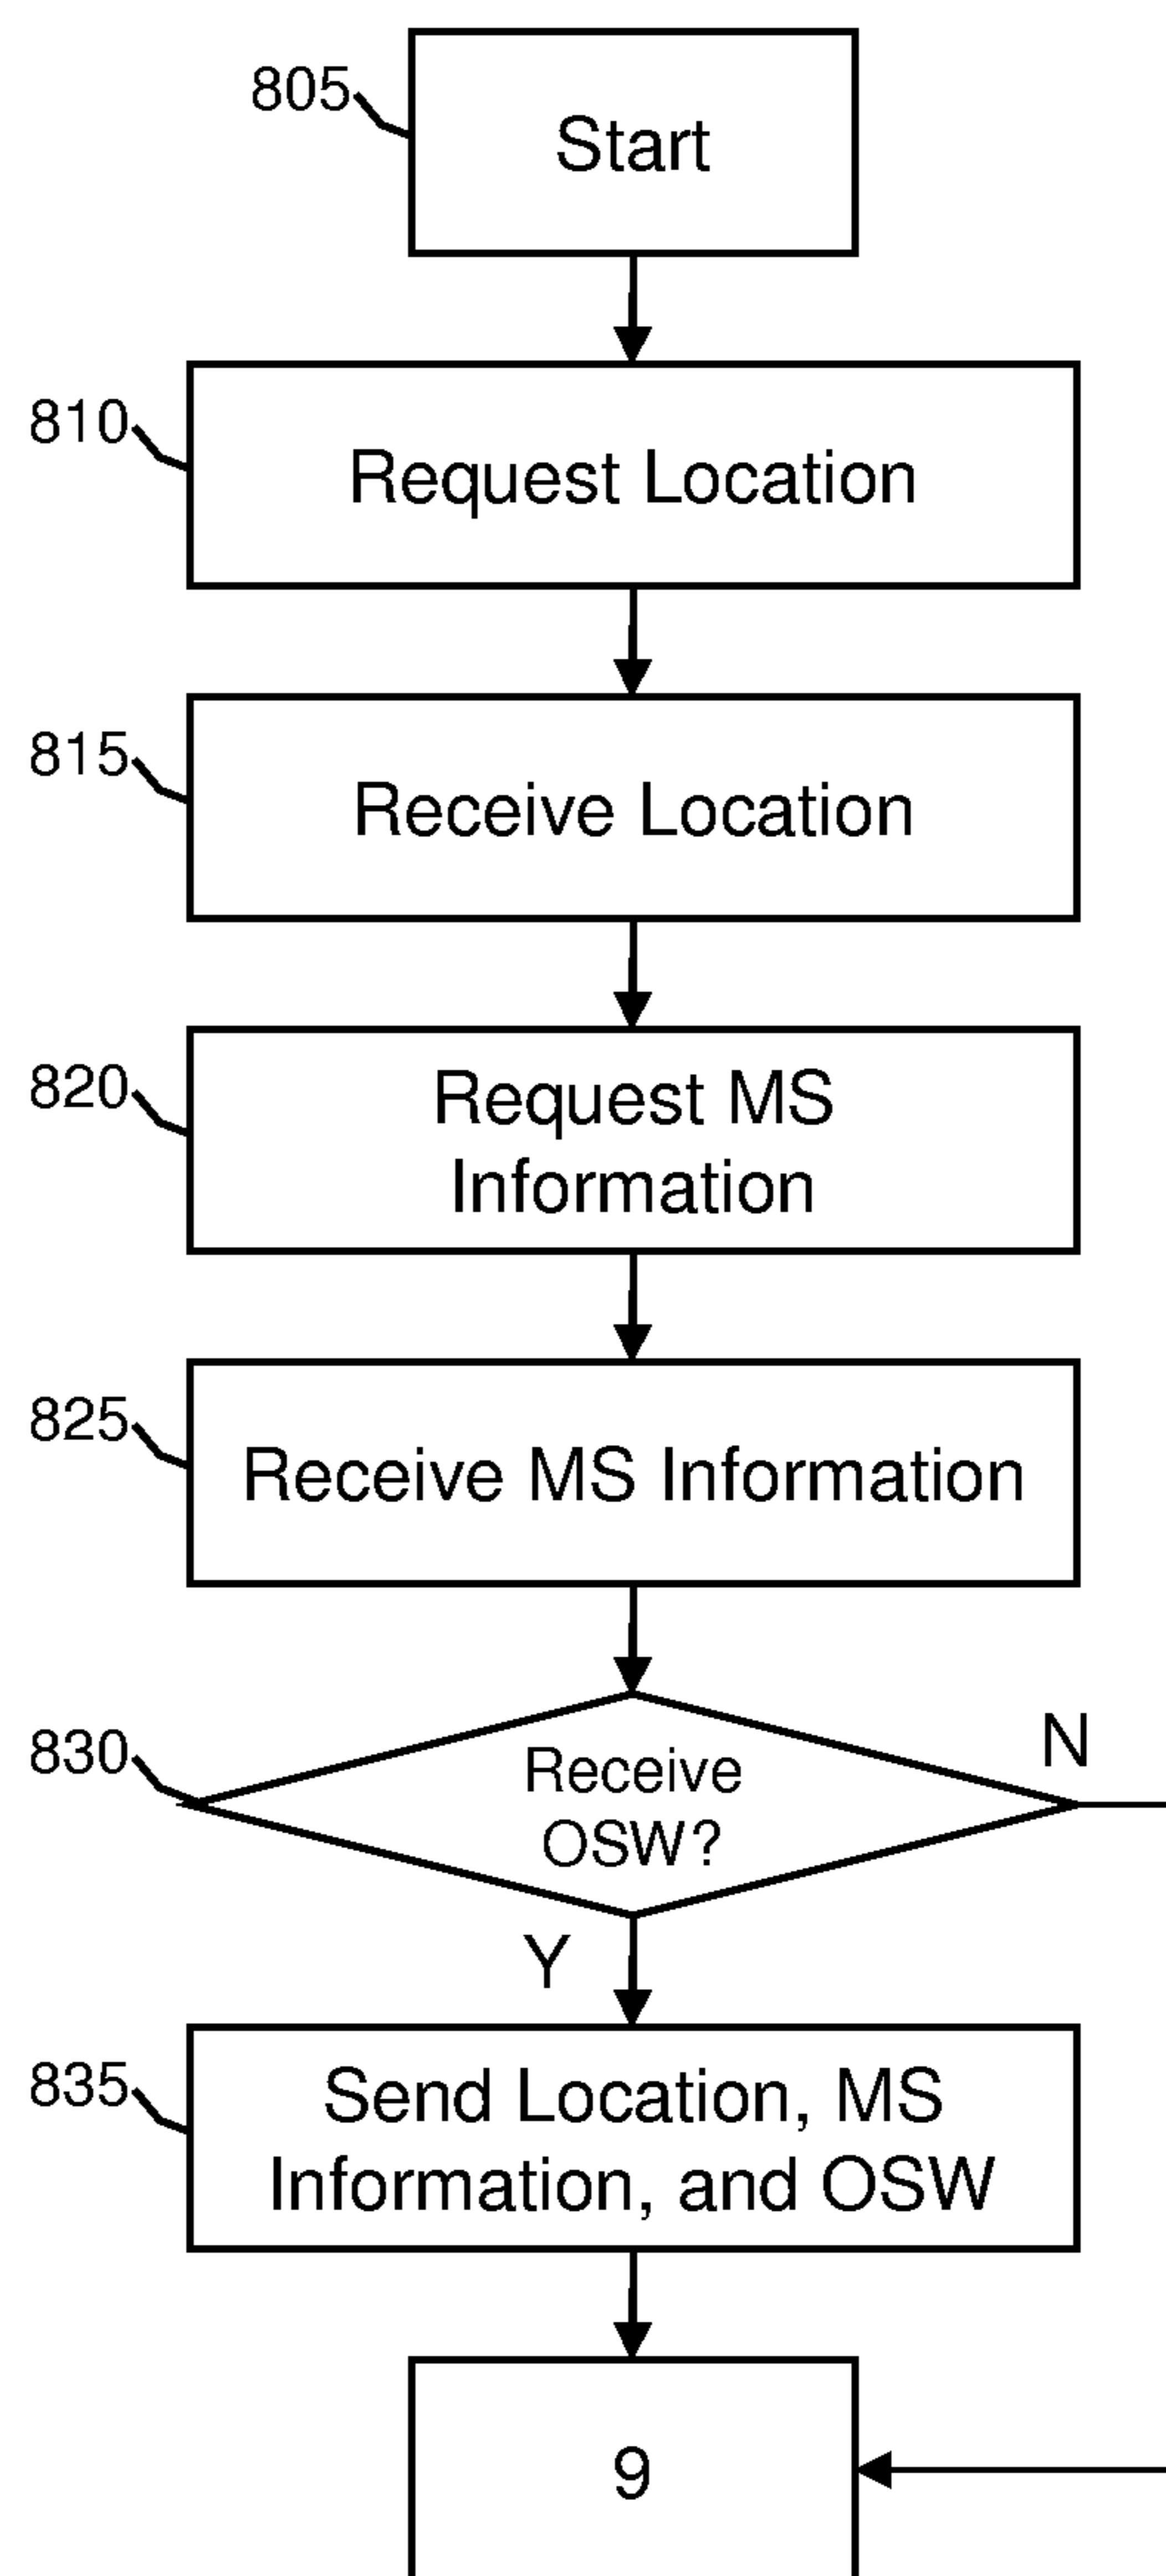 805
Start
810
Request Location
815
Receive Location
820
Request MS
Information
825
Receive MS Information
830
Receive
OSW?
N
Y
835
Send Location, MS
Information, and OSW
9